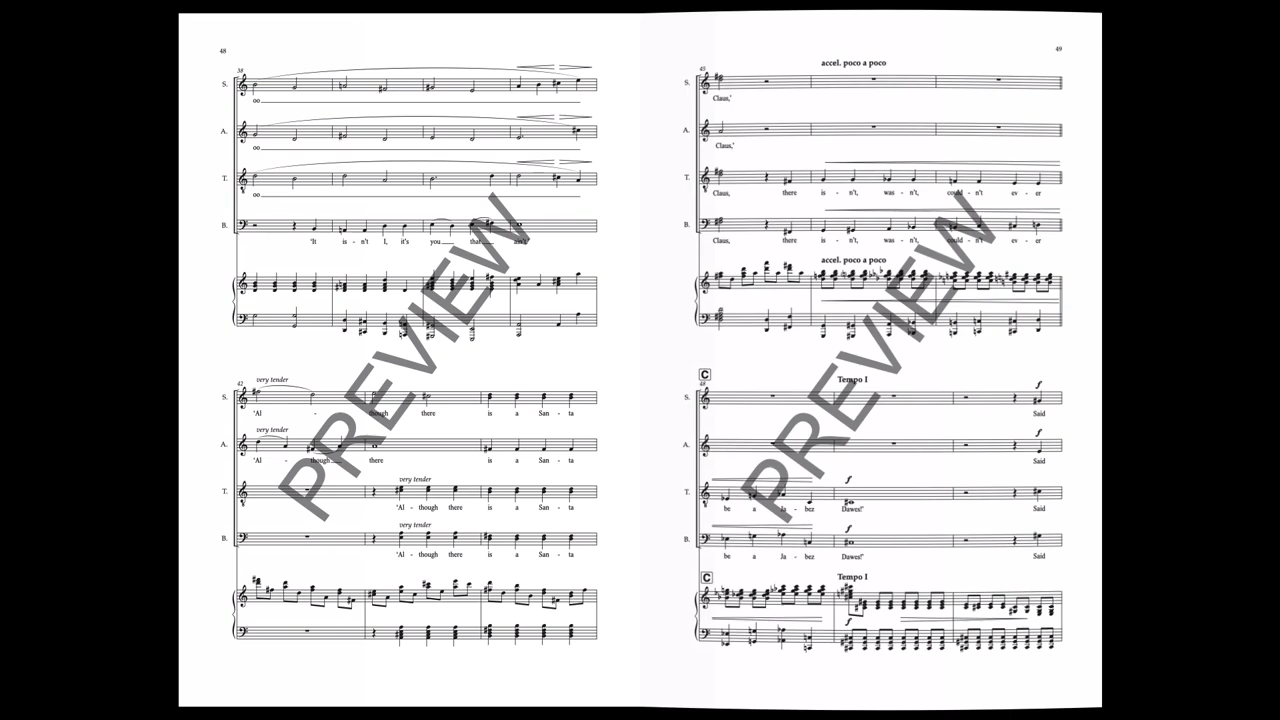 48
38
S.
oo
A.
oo
T.
oo
B.
'It is - n't I, it's you that ain't
42
very tender
S.
'Al - though there is a San - ta
very tender
A.
'Al - though there is a San - ta
very tender
T.
'Al - though there is a San - ta
very tender
B.
'Al - though there is a San - ta
PREVIEW
49
accel. poco a poco
45
S.
Claus,'
A.
Claus,'
T.
Claus, there is - n't, was - n't, could - n't ev - er
B.
Claus, there is - n't, was - n't, could - n't ev - er
accel. poco a poco
C
48
Tempo I
f
S.
Said
f
A.
Said
f
T.
be a Ja - bez Dawes!' Said
f
B.
be a Ja - bez Dawes!' Said
C
Tempo I
f
PREVIEW